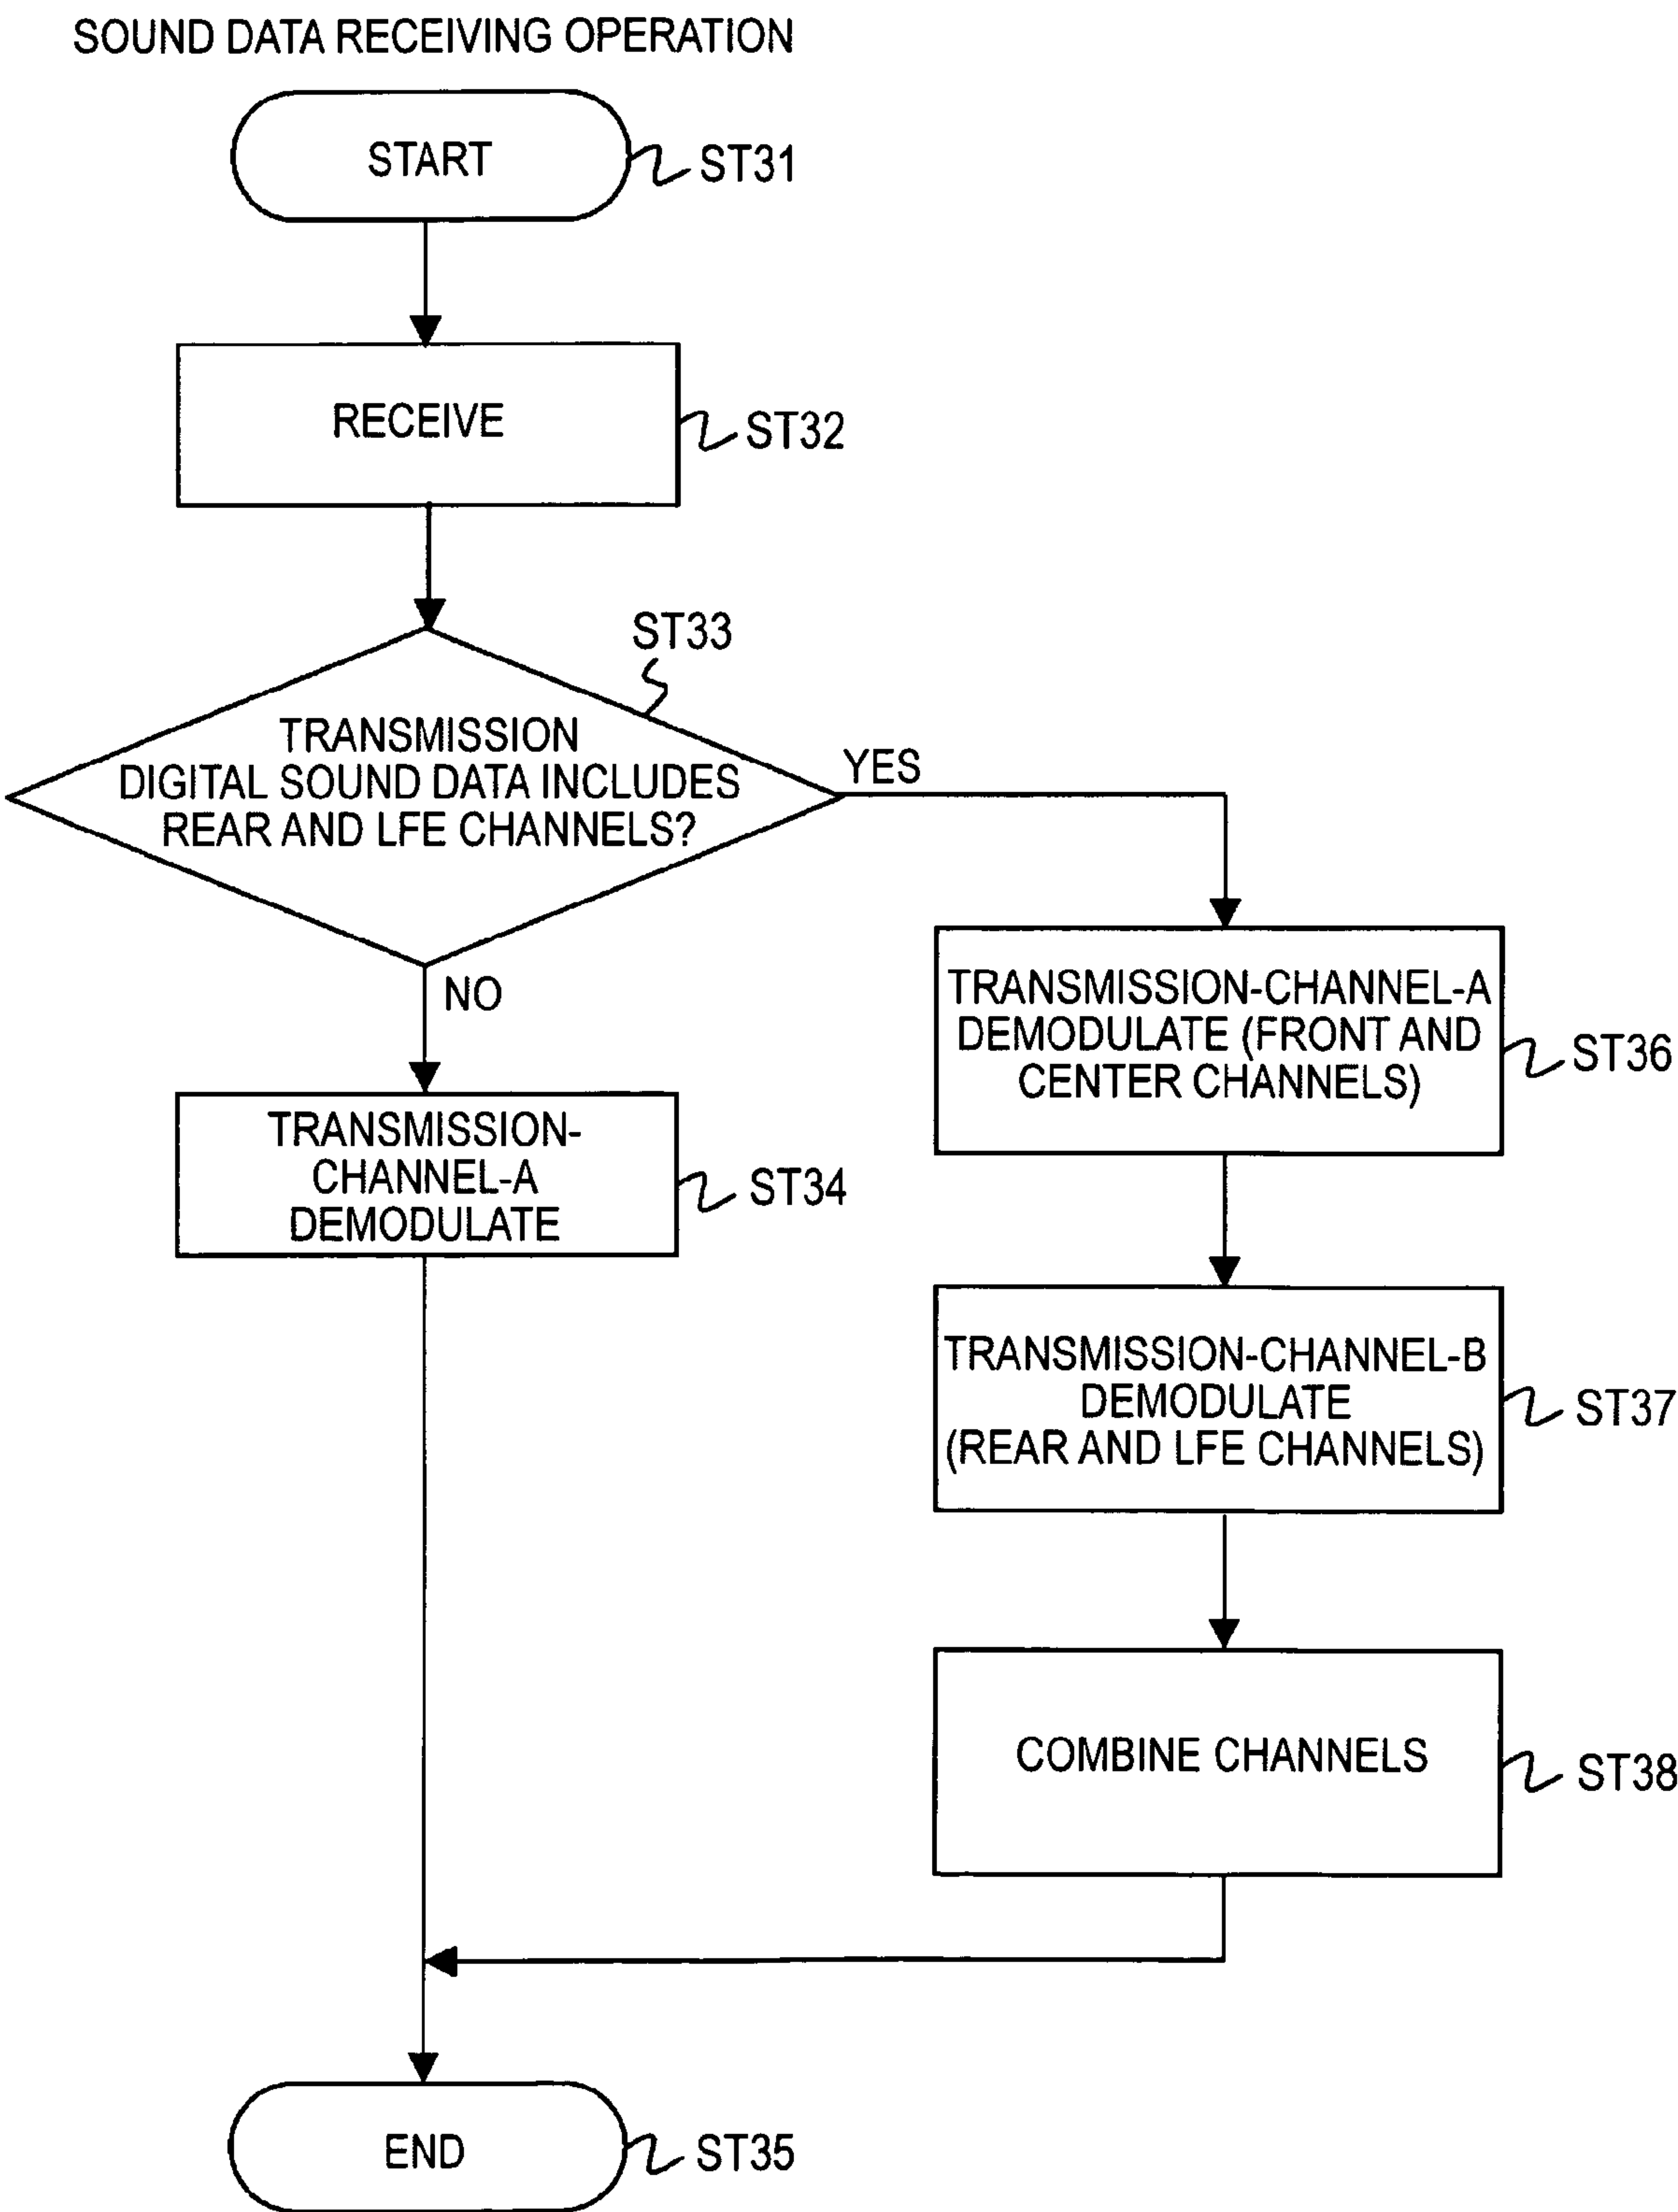 SOUND DATA RECEIVING OPERATION
START
ST31
RECEIVE
ST32
ST33
TRANSMISSION
DIGITAL SOUND DATA INCLUDES
REAR AND LFE CHANNELS?
YES
NO
TRANSMISSION-
CHANNEL-A
DEMODULATE
ST34
TRANSMISSION-CHANNEL-A
DEMODULATE (FRONT AND
CENTER CHANNELS)
ST36
TRANSMISSION-CHANNEL-B
DEMODULATE
(REAR AND LFE CHANNELS)
ST37
COMBINE CHANNELS
ST38
END
ST35